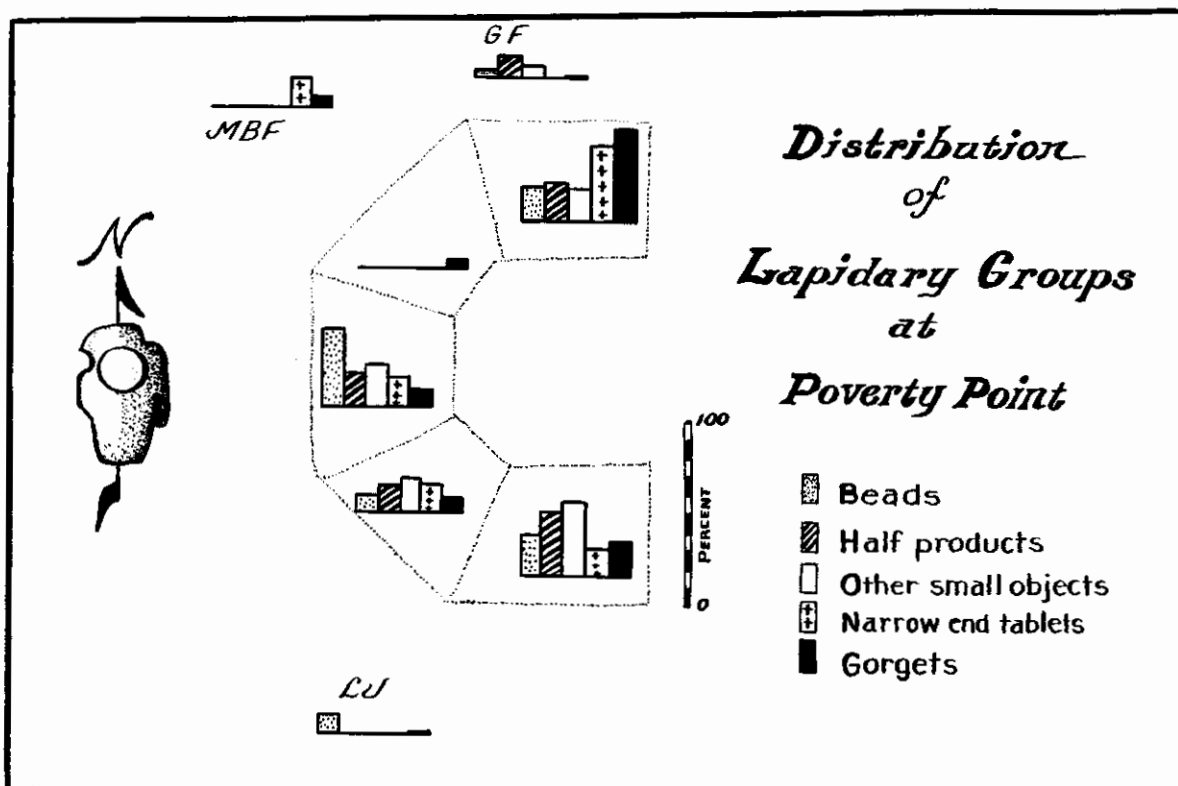 GF
MBF
N
Distribution
of
Lapidary Groups
at
Poverty Point
100
PERCENT
0
Beads
Half products
Other small objects
Narrow end tablets
Gorgets
LJ